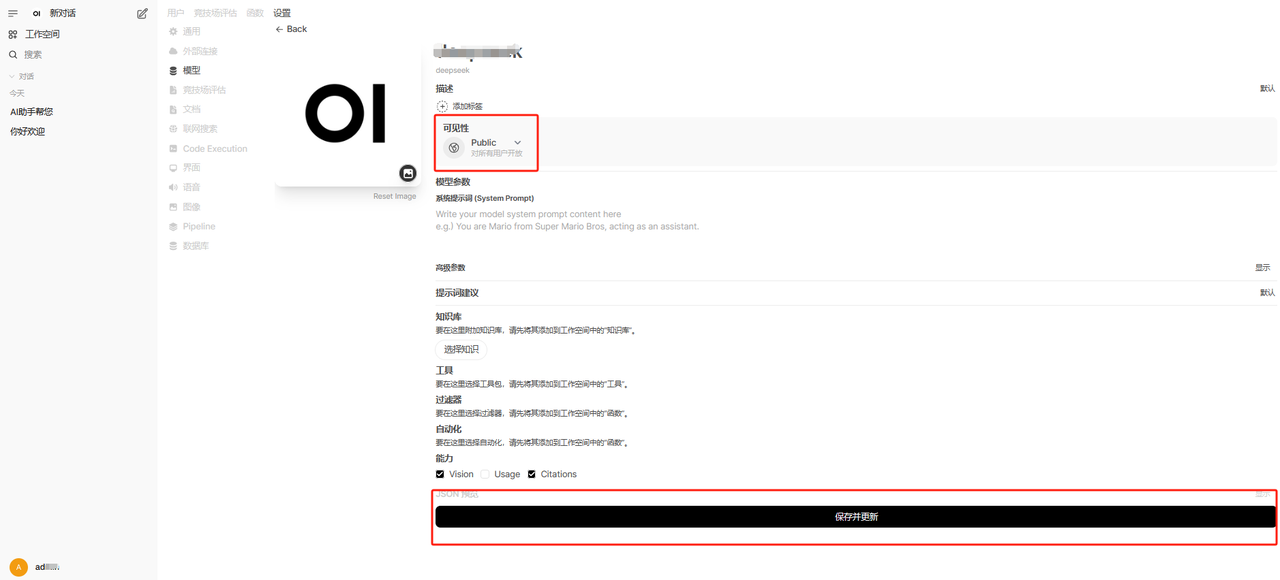 OI 新对话
工作空间
搜索
对话
今天
AI助手帮您
你好欢迎
A
用户 竞技场评估 函数 设置
通用
外部连接
模型
竞技场评估
文档
联网搜索
Code Execution
界面
语音
图像
Pipeline
数据库
← Back
OI
Reset Image
deepseek
描述 默认
添加标签
可见性
Public
对所有用户开放
模型参数
系统提示词 (System Prompt)
Write your model system prompt content here
e.g.) You are Mario from Super Mario Bros, acting as an assistant.
高级参数 显示
提示词建议 默认
知识库
要在这里附加知识库，请先将其添加到工作空间中的“知识库”。
选择知识
工具
要在这里选择工具包，请先将其添加到工作空间中的“工具”。
过滤器
要在这里选择过滤器，请先将其添加到工作空间中的“函数”。
自动化
要在这里选择自动化，请先将其添加到工作空间中的“函数”。
能力
Vision Usage Citations
JSON 预览 显示
保存并更新